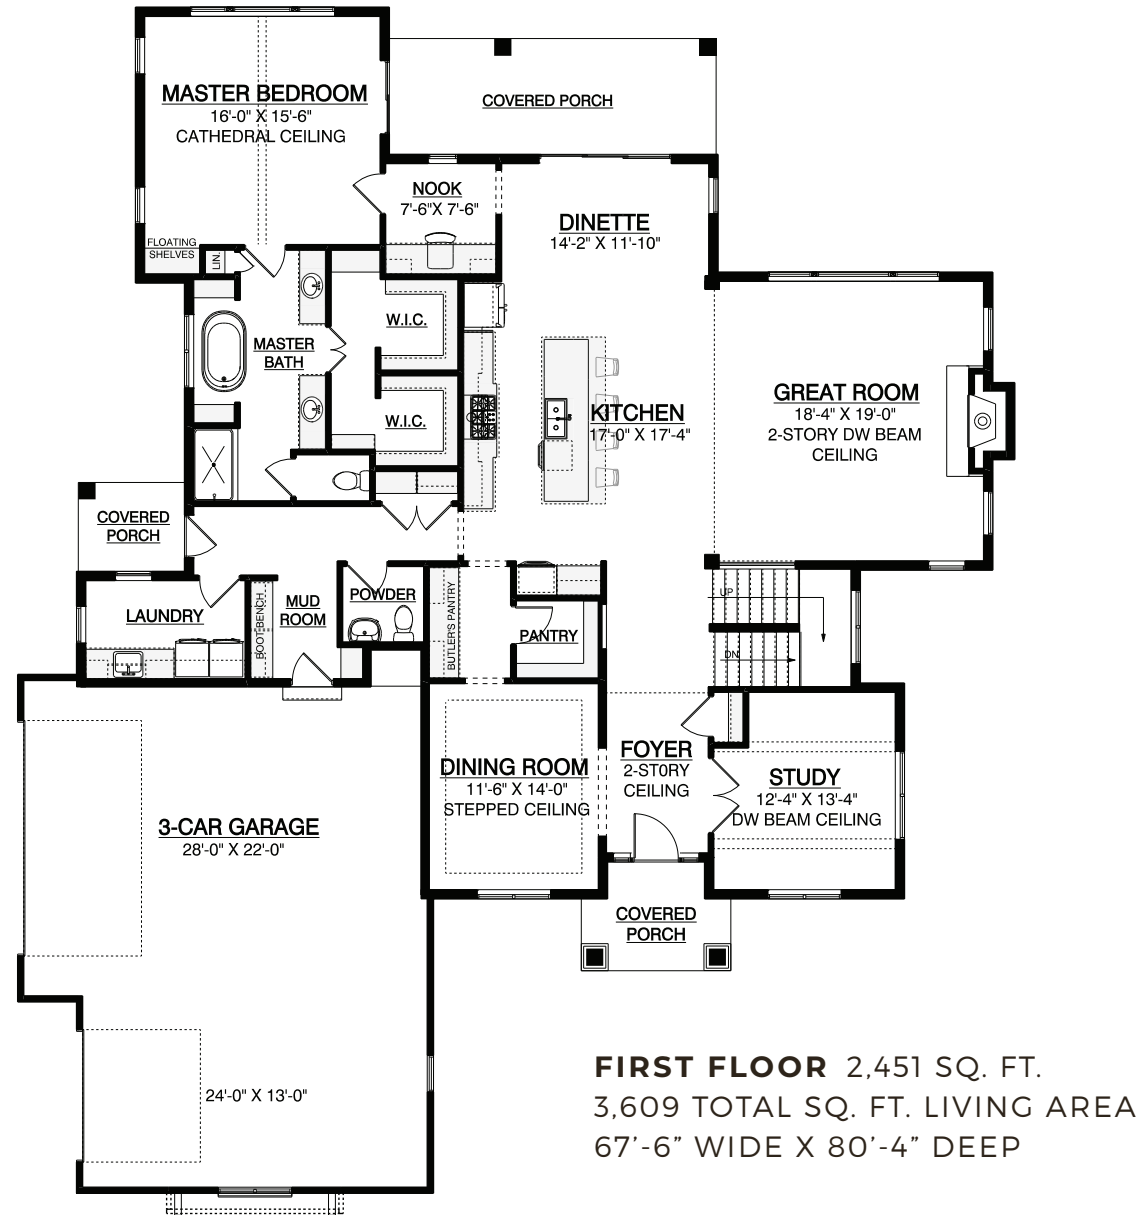 MASTER BEDROOM
16'-0" X 15'-6"
CATHEDRAL CEILING
COVERED PORCH
NOOK
7'-6"X 7'-6"
DINETTE
14'-2" X 11'-10"
FLOATING
SHELVES
LIN.
W.I.C.
MASTER
BATH
W.I.C.
KITCHEN
17'-0" X 17'-4"
GREAT ROOM
18'-4" X 19'-0"
2-STORY DW BEAM
CEILING
COVERED
PORCH
LAUNDRY
BOOT BENCH
MUD
ROOM
POWDER
BUTLER'S PANTRY
PANTRY
UP
DN
DINING ROOM
11'-6" X 14'-0"
STEPPED CEILING
FOYER
2-STORY
CEILING
STUDY
12'-4" X 13'-4"
DW BEAM CEILING
3-CAR GARAGE
28'-0" X 22'-0"
COVERED
PORCH
24'-0" X 13'-0"
FIRST FLOOR 2,451 SQ. FT.
3,609 TOTAL SQ. FT. LIVING AREA
67'-6” WIDE X 80'-4” DEEP